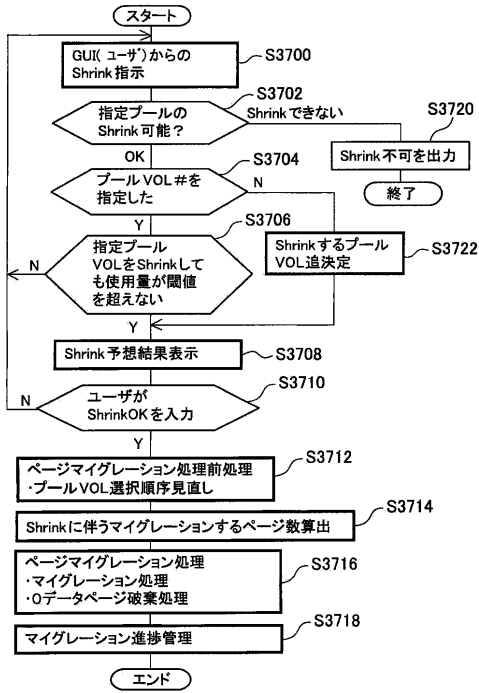 スタート
GUI(ユーザ)からの
Shrink指示
S3700
指定プールの
Shrink可能?
S3702
Shrinkできない
S3720
Shrink不可を出力
終了
OK
プールVOL#を
指定した
S3704
N
Y
S3706
指定プール
VOLをShrinkして
も使用量が閾値
を超えない
N
Shrinkするプール
VOL追決定
S3722
Y
Shrink予想結果表示
S3708
ユーザが
ShrinkOKを入力
S3710
N
Y
ページマイグレーション処理前処理
・プールVOL選択順序見直し
S3712
Shrinkに伴うマイグレーションするページ数算出
S3714
ページマイグレーション処理
・マイグレーション処理
・0データページ破棄処理
S3716
マイグレーション進捗管理
S3718
エンド